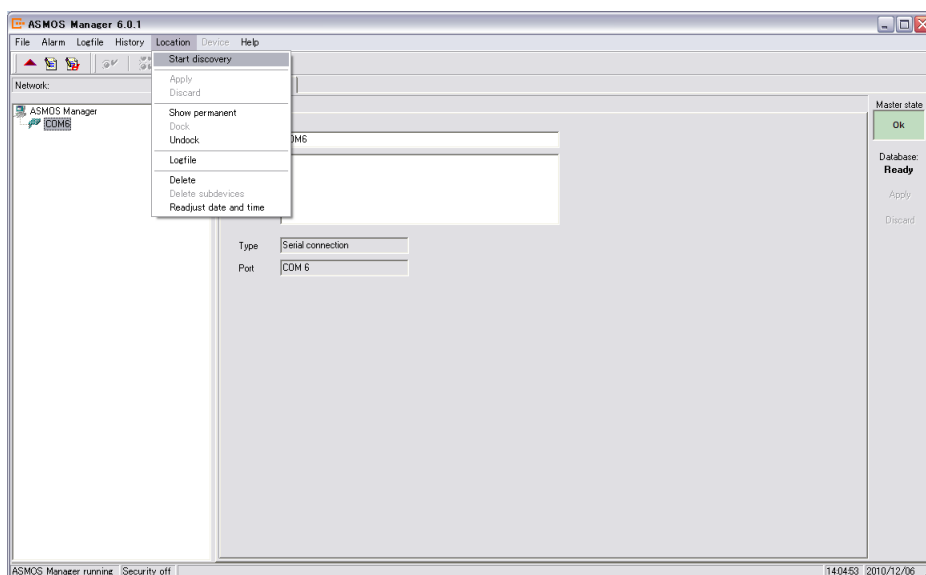 ASMOS Manager 6.0.1
File Alarm Logfile History Location Device Help
Start discovery
Apply
Discard
Show permanent
Dock
Undock
Logfile
Delete
Delete subdevices
Readjust date and time
Network:
ASMOS Manager
COM6
OM6
Type Serial connection
Port COM 6
Master state
Ok
Database:
Ready
Apply
Discard
ASMOS Manager running Security off 14:04:53 2010/12/06